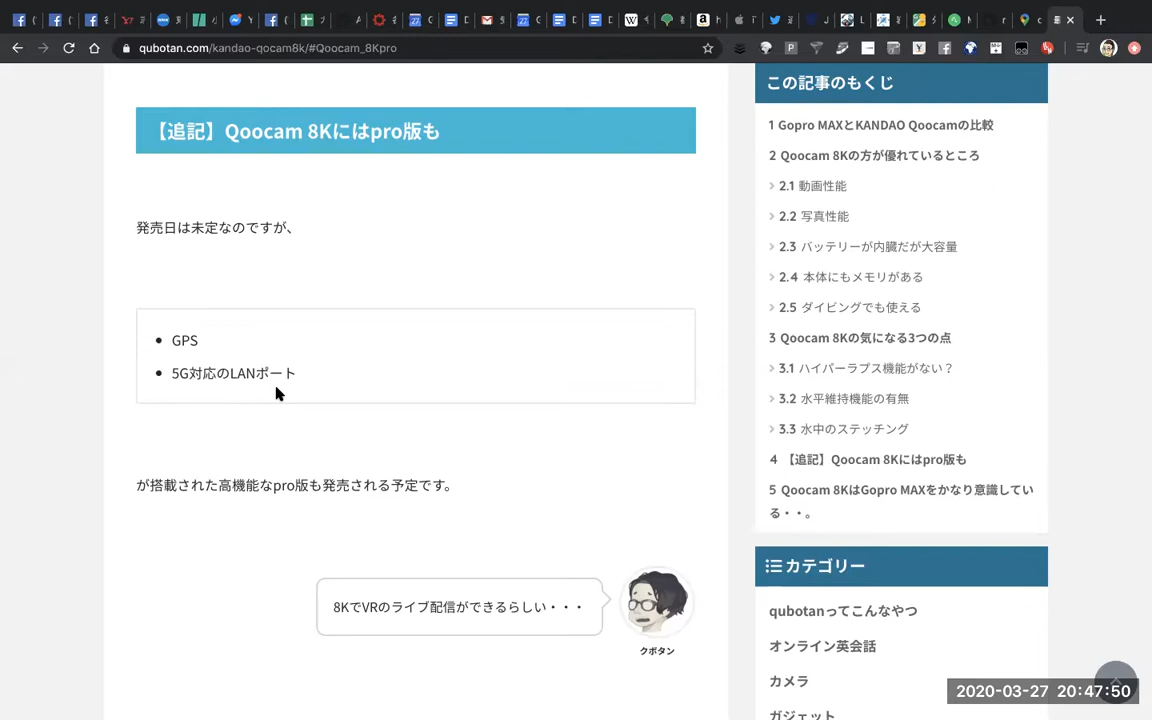 qubotan.com/kandao-qocam8k/#Qoocam_8Kpro
【追記】Qoocam 8Kにはpro版も
発売日は未定なのですが、
GPS
5G対応のLANポート
が搭載された高機能なpro版も発売される予定です。
8KでVRのライブ配信ができるらしい・・・
クボタン
この記事のもくじ
1 Gopro MAXとKANDAO Qoocamの比較
2 Qoocam 8Kの方が優れているところ
2.1 動画性能
2.2 写真性能
2.3 バッテリーが内臓だが大容量
2.4 本体にもメモリがある
2.5 ダイビングでも使える
3 Qoocam 8Kの気になる3つの点
3.1 ハイパーラプス機能がない？
3.2 水平維持機能の有無
3.3 水中のステッチング
4 【追記】Qoocam 8Kにはpro版も
5 Qoocam 8KはGopro MAXをかなり意識してい
る・・。
カテゴリー
qubotanってこんなやつ
オンライン英会話
カメラ
ガジェット
2020-03-27 20:47:50